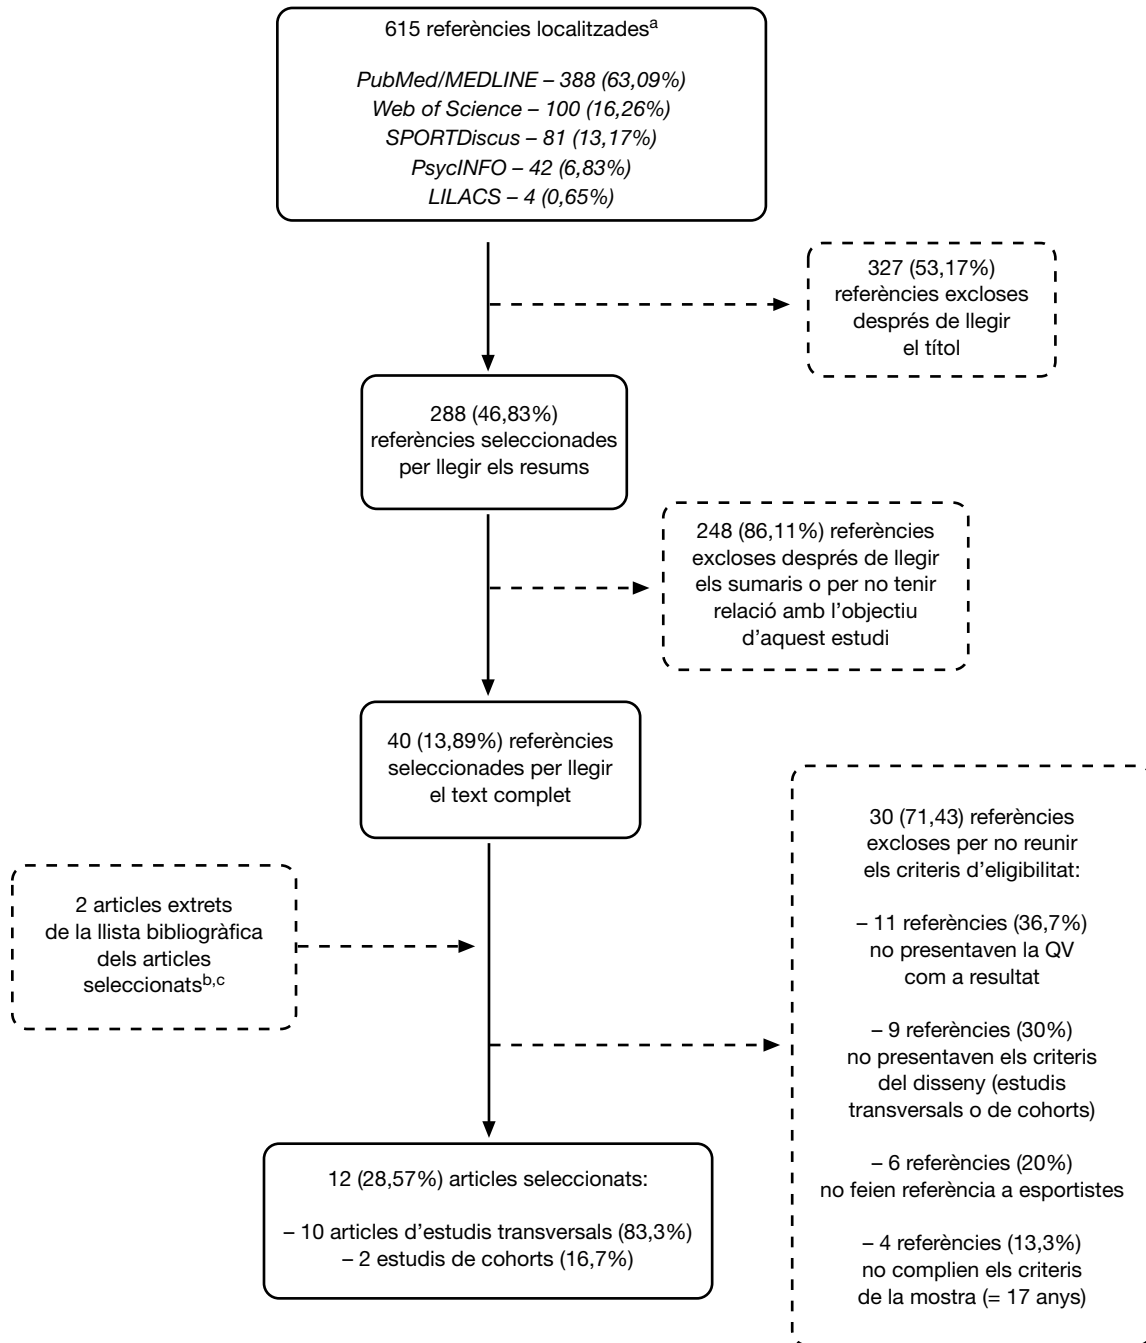 615 referències localitzades^a
PubMed/MEDLINE – 388 (63,09%)
Web of Science – 100 (16,26%)
SPORTDiscus – 81 (13,17%)
PsycINFO – 42 (6,83%)
LILACS – 4 (0,65%)
327 (53,17%)
referències excloses
després de llegir
el títol
288 (46,83%)
referències seleccionades
per llegir els resums
248 (86,11%) referències
excloses després de llegir
els sumaris o per no tenir
relació amb l’objectiu
d’aquest estudi
40 (13,89%) referències
seleccionades per llegir
el text complet
2 articles extrets
de la llista bibliogràfica
dels articles
seleccionats^b,c
30 (71,43) referències
excloses per no reunir
els criteris d’eligibilitat:
– 11 referències (36,7%)
no presentaven la QV
com a resultat
– 9 referències (30%)
no presentaven els criteris
del disseny (estudis
transversals o de cohorts)
– 6 referències (20%)
no feien referència a esportistes
– 4 referències (13,3%)
no complien els criteris
de la mostra (= 17 anys)
12 (28,57%) articles seleccionats:
– 10 articles d’estudis transversals (83,3%)
– 2 estudis de cohorts (16,7%)